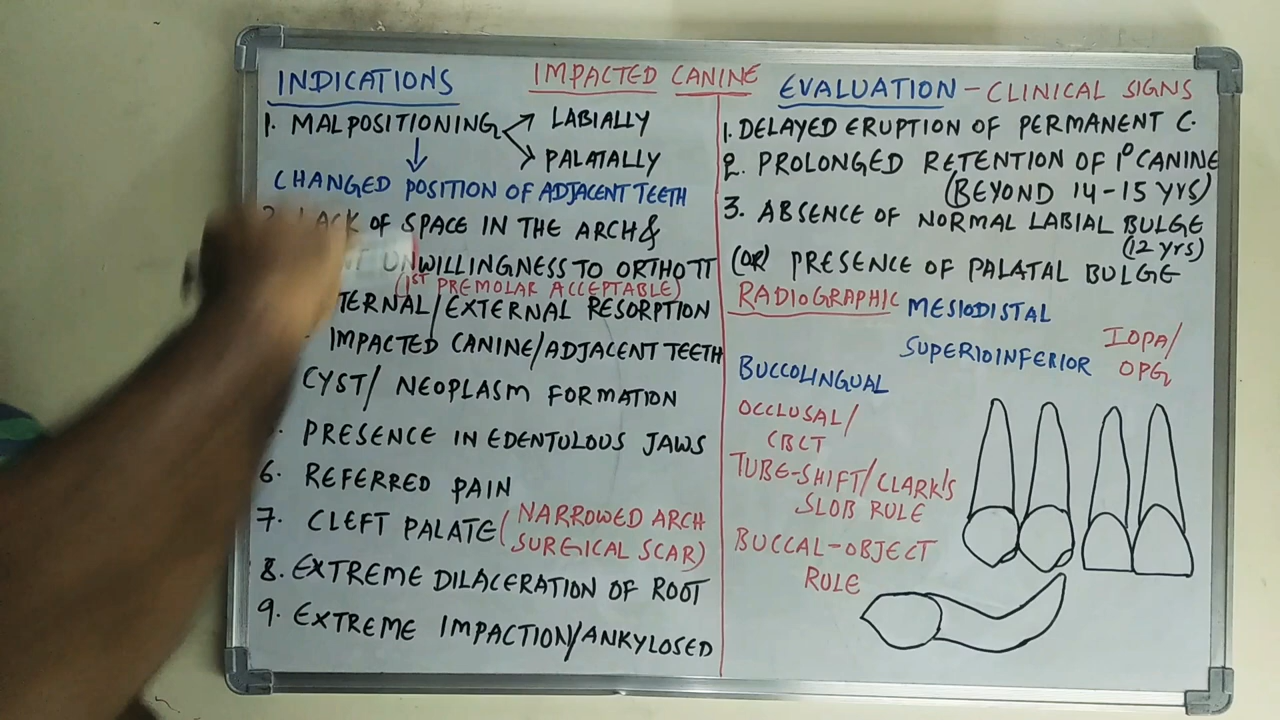 IMPACTED CANINE
INDICATIONS
1. MALPOSITIONING
LABIALLY
PALATALLY
CHANGED POSITION OF ADJACENT TEETH
LACK OF SPACE IN THE ARCH &
UNWILLINGNESS TO ORTHO TT
(1ST PREMOLAR ACCEPTABLE)
TERNAL/EXTERNAL RESORPTION
IMPACTED CANINE/ADJACENT TEETH
CYST/ NEOPLASM FORMATION
PRESENCE IN EDENTULOUS JAWS
6. REFERRED PAIN
7. CLEFT PALATE (NARROWED ARCH
SURGICAL SCAR)
8. EXTREME DILACERATION OF ROOT
9. EXTREME IMPACTION/ANKYLOSED
EVALUATION - CLINICAL SIGNS
1. DELAYED ERUPTION OF PERMANENT C.
2. PROLONGED RETENTION OF 1° CANINE
(BEYOND 14-15 YRS)
3. ABSENCE OF NORMAL LABIAL BULGE
(12 YRS)
(OR) PRESENCE OF PALATAL BULGE
RADIOGRAPHIC MESIODISTAL
SUPERIOINFERIOR
IOPA/
OPG
BUCCOLINGUAL
OCCLUSAL/
CBCT
TUBE-SHIFT/CLARK'S
SLOB RULE
BUCCAL-OBJECT
RULE